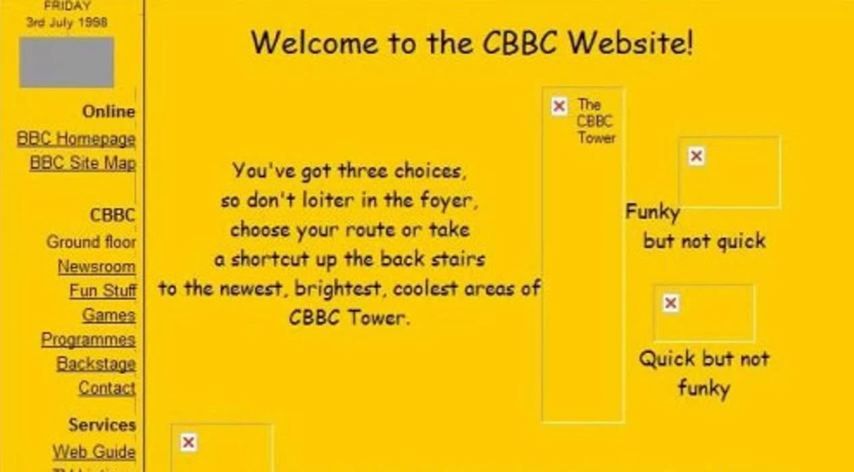 FRIDAY
3rd July 1998
Online
BBC Homepage
BBC Site Map
CBBC
Ground floor
Newsroom
Fun Stuff
Games
Programmes
Backstage
Contact
Services
Web Guide
Welcome to the CBBC Website!
You've got three choices,
so don't loiter in the foyer,
choose your route or take
a shortcut up the back stairs
to the newest, brightest, coolest areas of
CBBC Tower.
The
CBBC
Tower
Funky
but not quick
Quick but not
funky